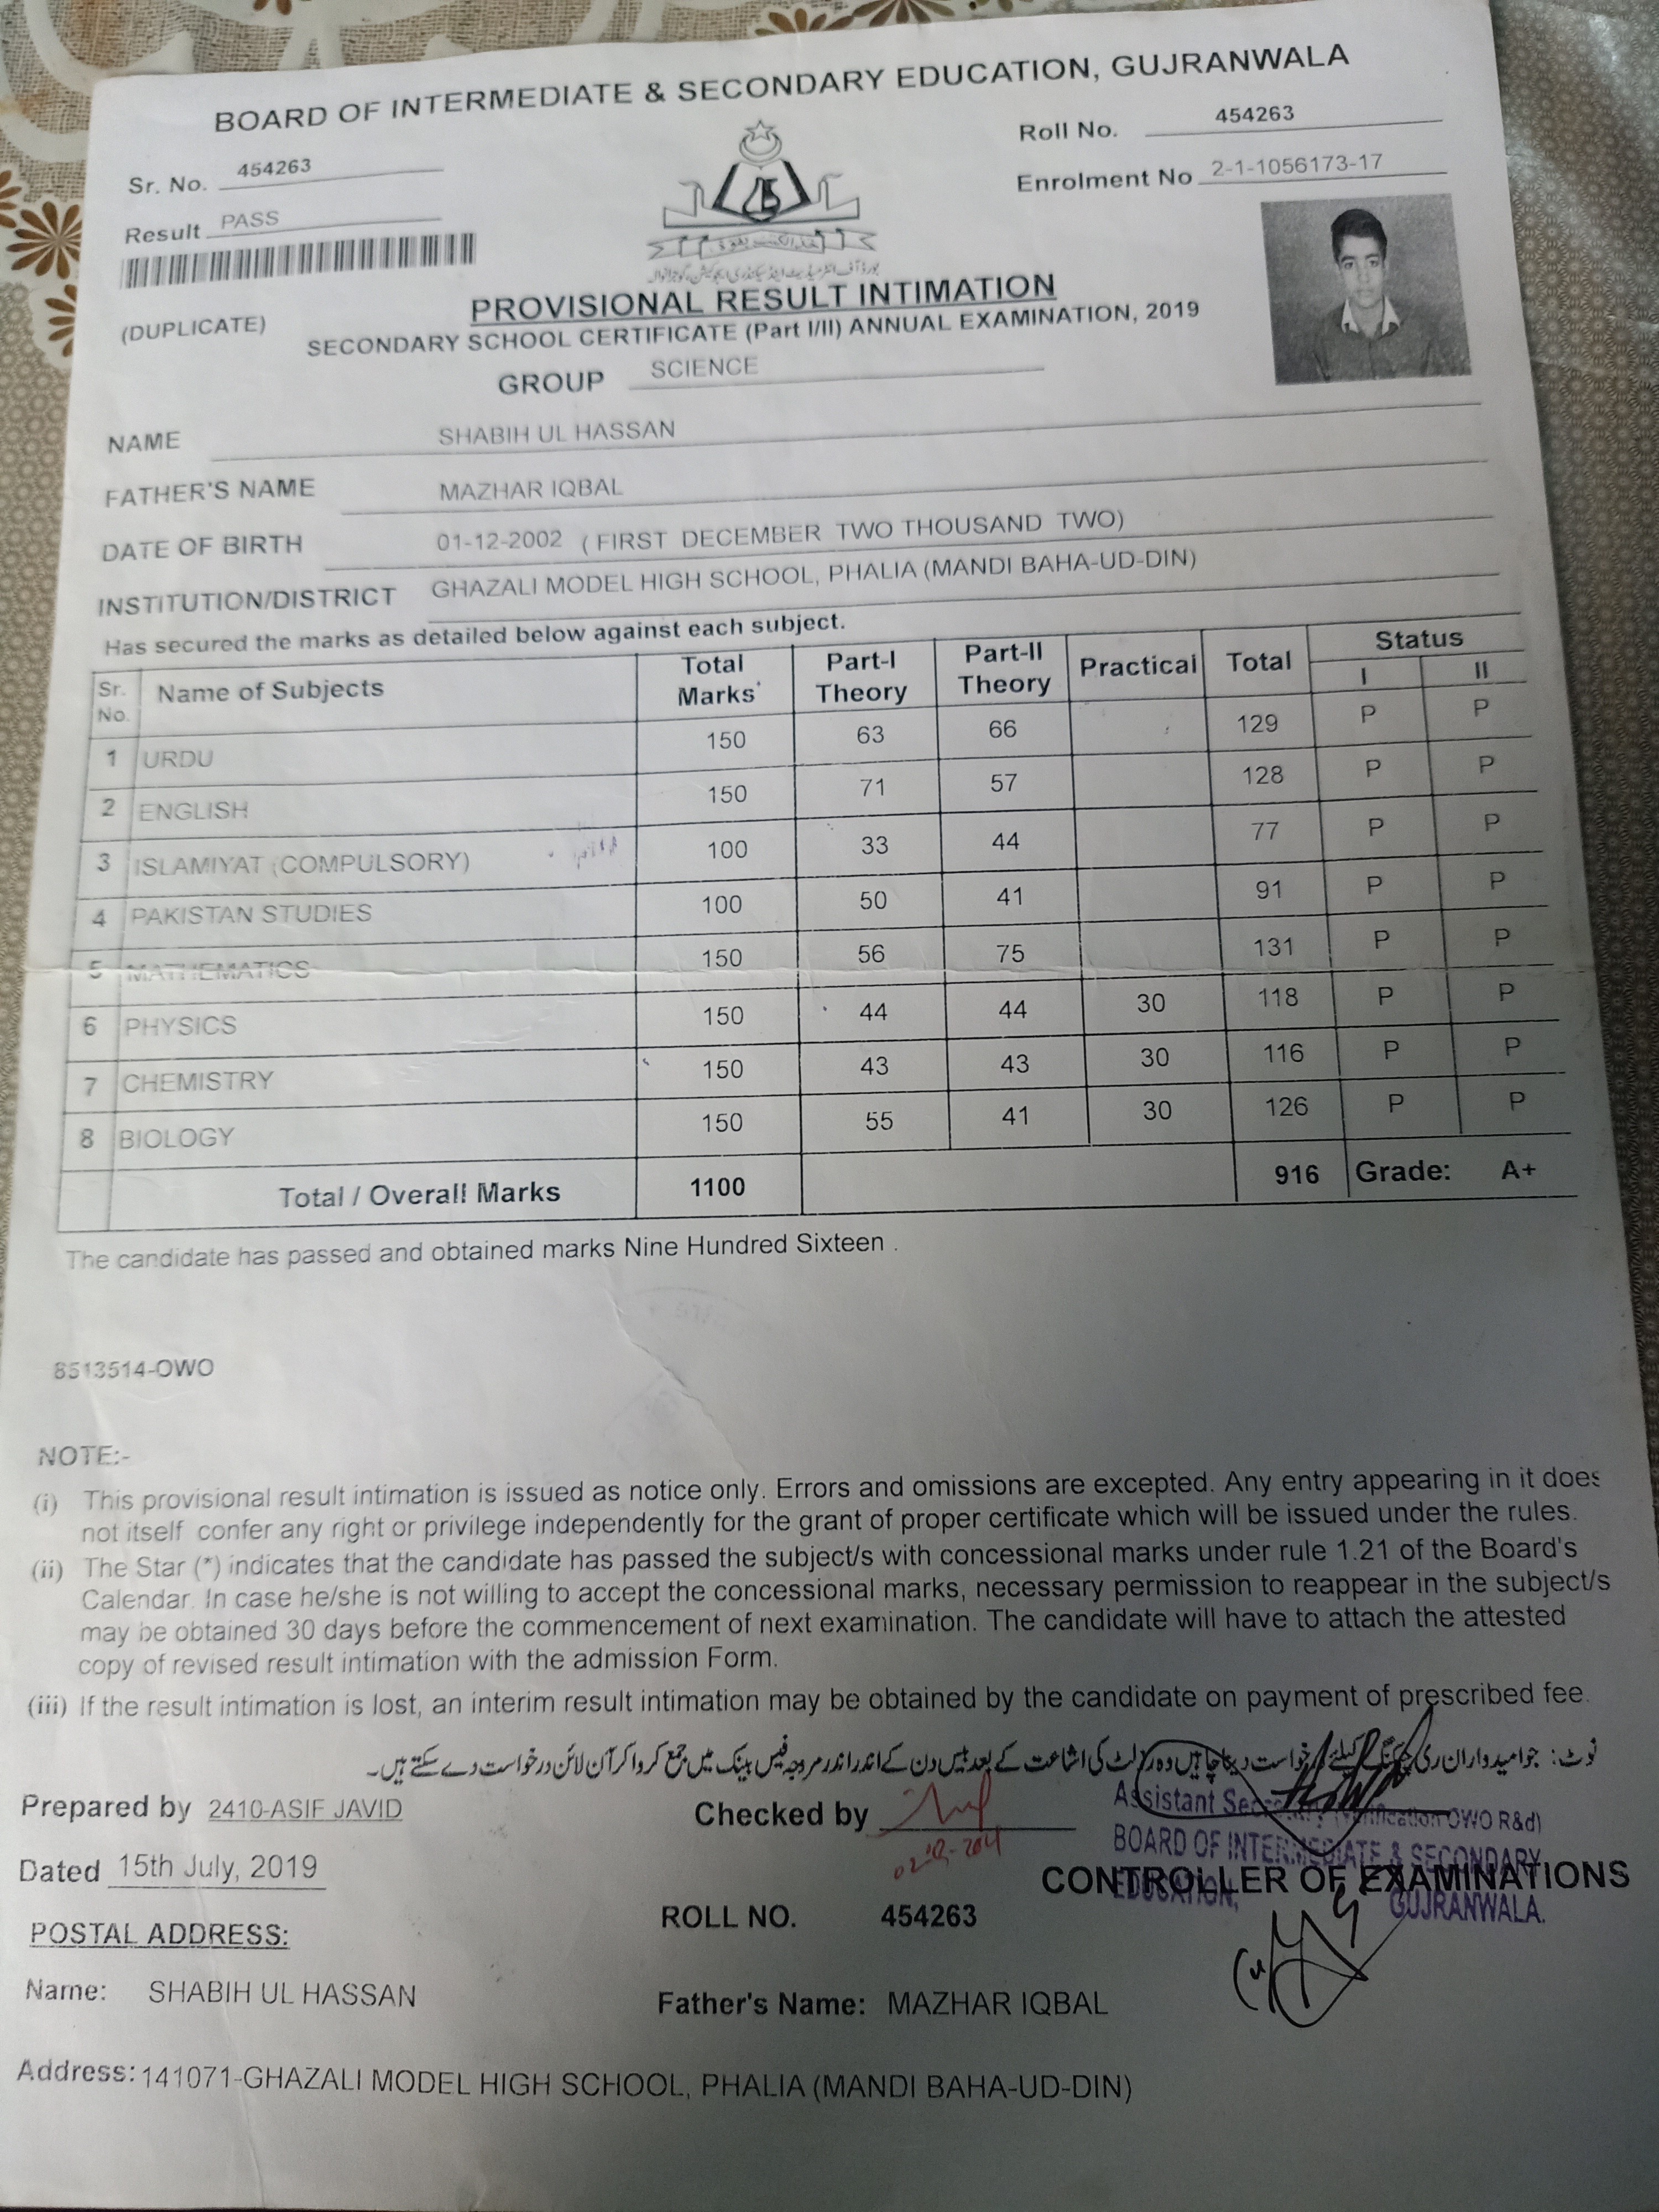 BOARD OF INTERMEDIATE & SECONDARY EDUCATION, GUJRANWALA
Sr. No. 454263
Roll No. 454263
Result PASS
Enrolment No 2-1-1056173-17
بورڈ آف انٹرمیڈیٹ اینڈ سیکنڈری ایجوکیشن، گوجرانوالہ
PROVISIONAL RESULT INTIMATION
(DUPLICATE)
SECONDARY SCHOOL CERTIFICATE (Part I/II) ANNUAL EXAMINATION, 2019
GROUP SCIENCE
NAME SHABIH UL HASSAN
FATHER'S NAME MAZHAR IQBAL
DATE OF BIRTH 01-12-2002 ( FIRST DECEMBER TWO THOUSAND TWO)
INSTITUTION/DISTRICT GHAZALI MODEL HIGH SCHOOL, PHALIA (MANDI BAHA-UD-DIN)
Has secured the marks as detailed below against each subject.
Sr. No. Name of Subjects Total Marks Part-I Theory Part-II Theory Practical Total Status I II
1 URDU 150 63 66 129 P P
2 ENGLISH 150 71 57 128 P P
3 ISLAMIYAT (COMPULSORY) 100 33 44 77 P P
4 PAKISTAN STUDIES 100 50 41 91 P P
5 MATHEMATICS 150 56 75 131 P P
6 PHYSICS 150 44 44 30 118 P P
7 CHEMISTRY 150 43 43 30 116 P P
8 BIOLOGY 150 55 41 30 126 P P
Total / Overall Marks 1100 916 Grade: A+
The candidate has passed and obtained marks Nine Hundred Sixteen .
8513514-OWO
NOTE:-
(i) This provisional result intimation is issued as notice only. Errors and omissions are excepted. Any entry appearing in it does
not itself confer any right or privilege independently for the grant of proper certificate which will be issued under the rules.
(ii) The Star (*) indicates that the candidate has passed the subject/s with concessional marks under rule 1.21 of the Board's
Calendar. In case he/she is not willing to accept the concessional marks, necessary permission to reappear in the subject/s
may be obtained 30 days before the commencement of next examination. The candidate will have to attach the attested
copy of revised result intimation with the admission Form.
(iii) If the result intimation is lost, an interim result intimation may be obtained by the candidate on payment of prescribed fee.
نوٹ: جو امیدواران ری چیکنگ کیلئے درخواست دینا چاہیں وہ رزلٹ کی اشاعت کے بعد بیس دن کے اندر اندر مروجہ فیس بینک میں جمع کروا کر آن لائن درخواست دے سکتے ہیں۔
Prepared by 2410-ASIF JAVID
Checked by
Assistant OWO R&d)
BOARD OF INTERMEDIATE & SECONDARY
EDUCATION, GUJRANWALA.
Dated 15th July, 2019
CONTROLLER OF EXAMINATIONS
ROLL NO. 454263
POSTAL ADDRESS:
Name: SHABIH UL HASSAN
Father's Name: MAZHAR IQBAL
Address: 141071-GHAZALI MODEL HIGH SCHOOL, PHALIA (MANDI BAHA-UD-DIN)